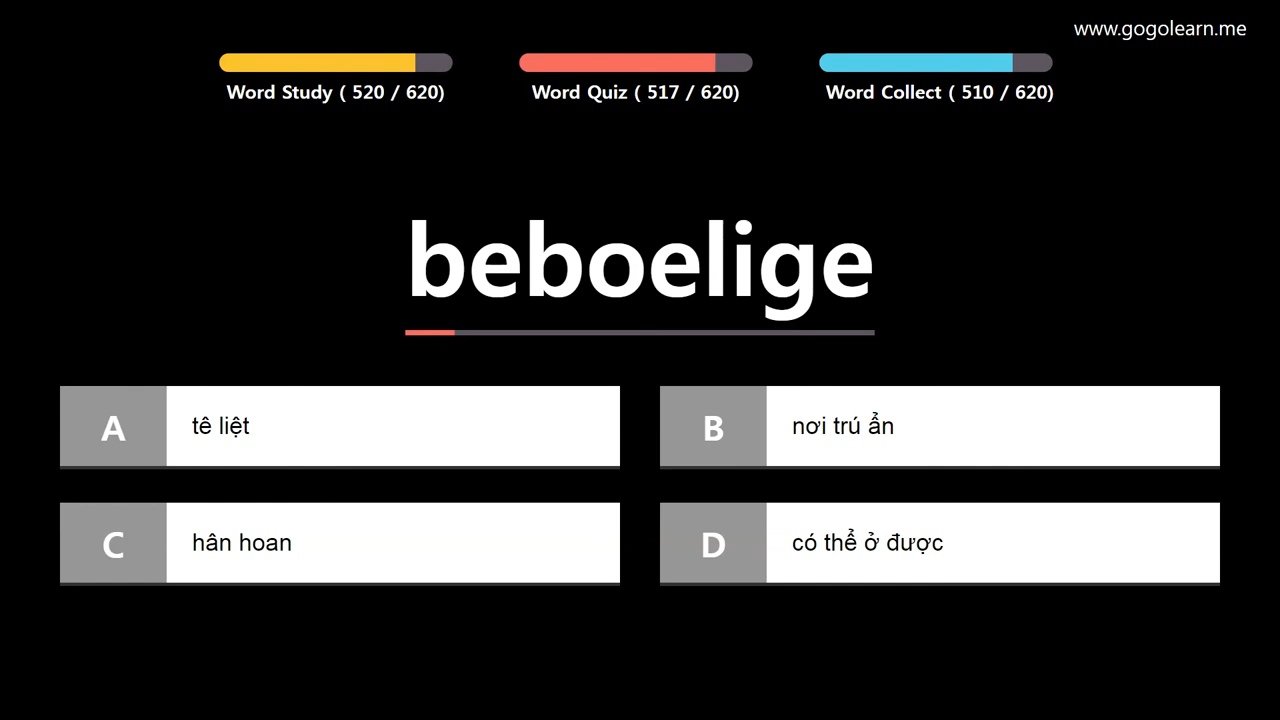 www.gogolearn.me
Word Study ( 520 / 620)
Word Quiz ( 517 / 620)
Word Collect ( 510 / 620)
beboelige
A
tê liệt
B
nơi trú ẩn
C
hân hoan
D
có thể ở được